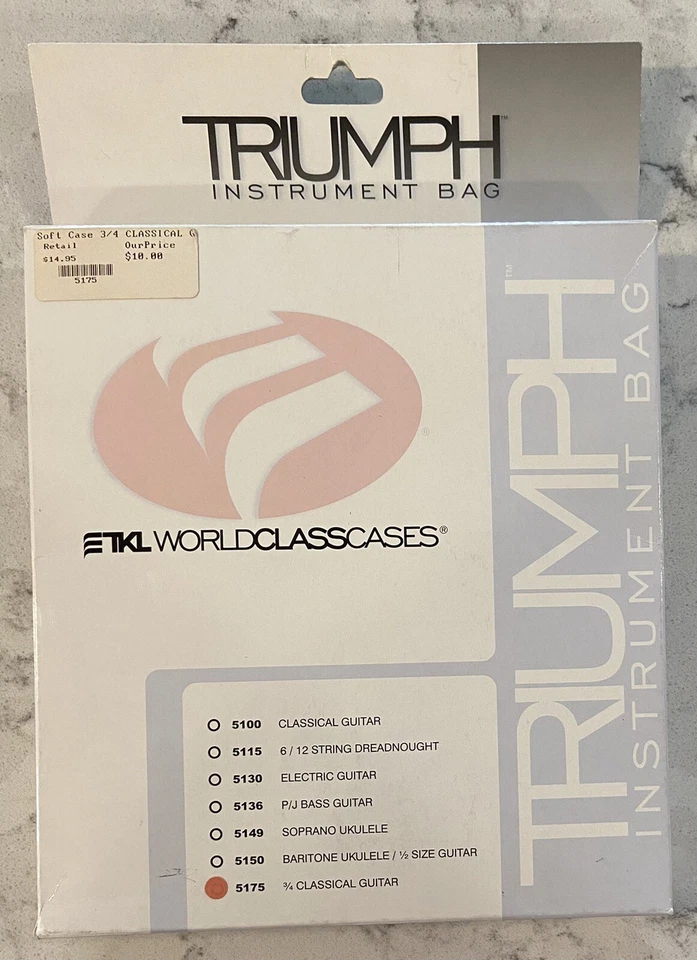 TRIUMPH™
INSTRUMENT BAG
Soft Case 3/4 CLASSICAL G
Retail OurPrice
$14.95 $10.00
5175
TRIUMPH™
INSTRUMENT BAG
TKL WORLDCLASSCASES®
5100 CLASSICAL GUITAR
5115 6 / 12 STRING DREADNOUGHT
5130 ELECTRIC GUITAR
5136 P/J BASS GUITAR
5149 SOPRANO UKULELE
5150 BARITONE UKULELE / ½ SIZE GUITAR
5175 ¾ CLASSICAL GUITAR